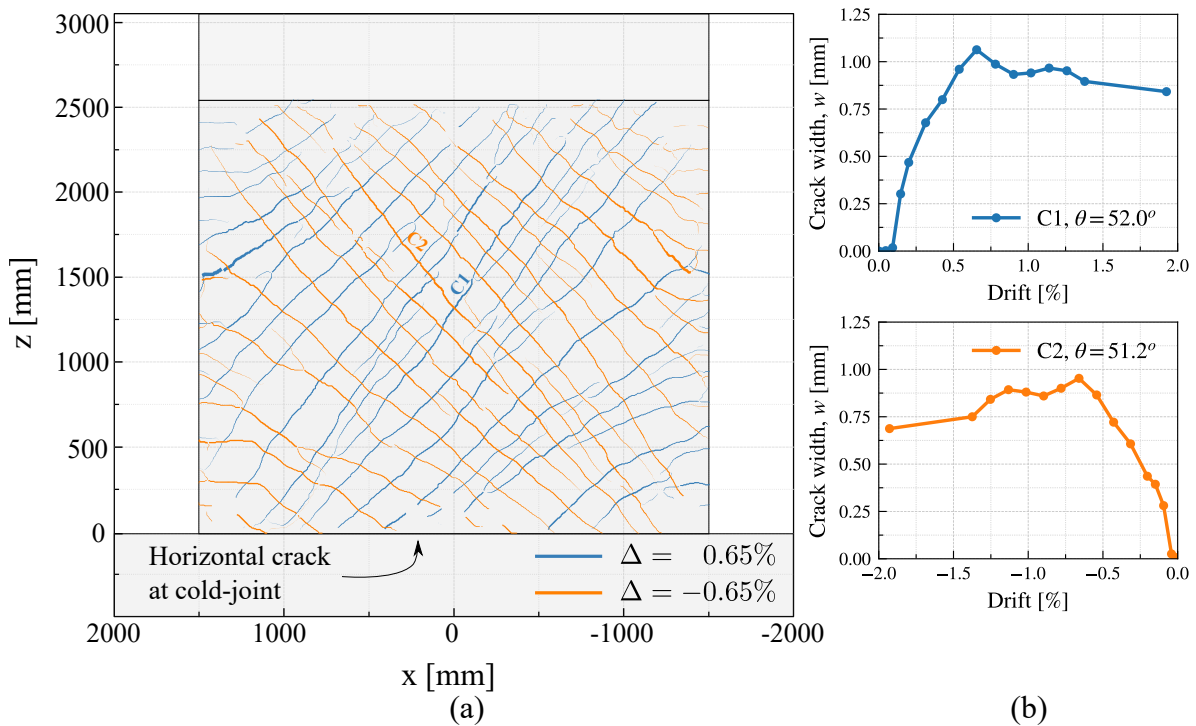 3000
2500
2000
1500
1000
500
0
z [mm]
C2
C1
Horizontal crack
at cold-joint
Δ = 0.65%
Δ = −0.65%
2000
1000
0
-1000
-2000
x [mm]
(a)
1.25
1.00
0.75
0.50
0.25
0.00
Crack width, w [mm]
C1, θ = 52.0°
0.0
0.5
1.0
1.5
2.0
Drift [%]
1.25
1.00
0.75
0.50
0.25
0.00
Crack width, w [mm]
C2, θ = 51.2°
−2.0
−1.5
−1.0
−0.5
0.0
Drift [%]
(b)